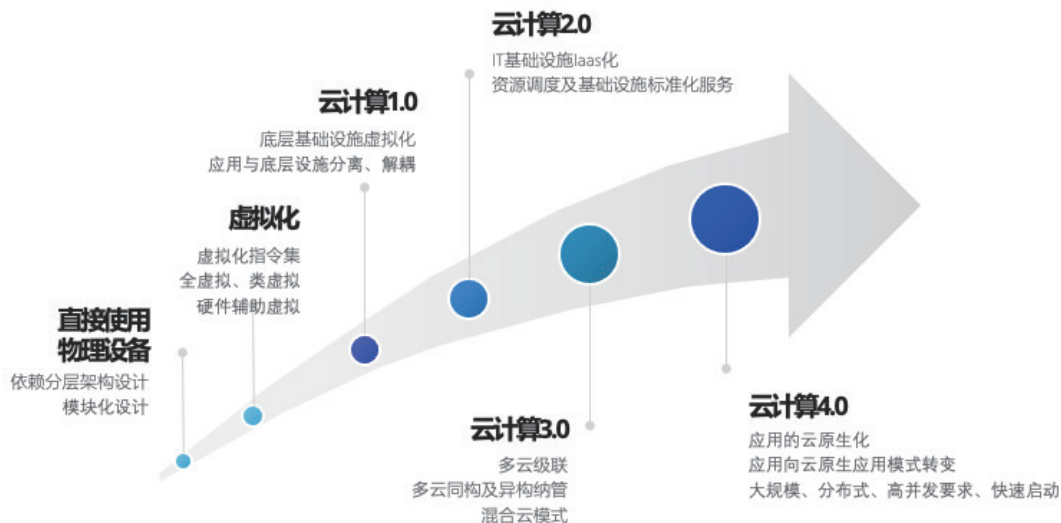 直接使用
物理设备
依赖分层架构设计
模块化设计
虚拟化
虚拟化指令集
全虚拟、类虚拟
硬件辅助虚拟
云计算1.0
底层基础设施虚拟化
应用与底层设施分离、解耦
云计算2.0
IT基础设施Iaas化
资源调度及基础设施标准化服务
云计算3.0
多云级联
多云同构及异构纳管
混合云模式
云计算4.0
应用的云原生化
应用向云原生应用模式转变
大规模、分布式、高并发要求、快速启动